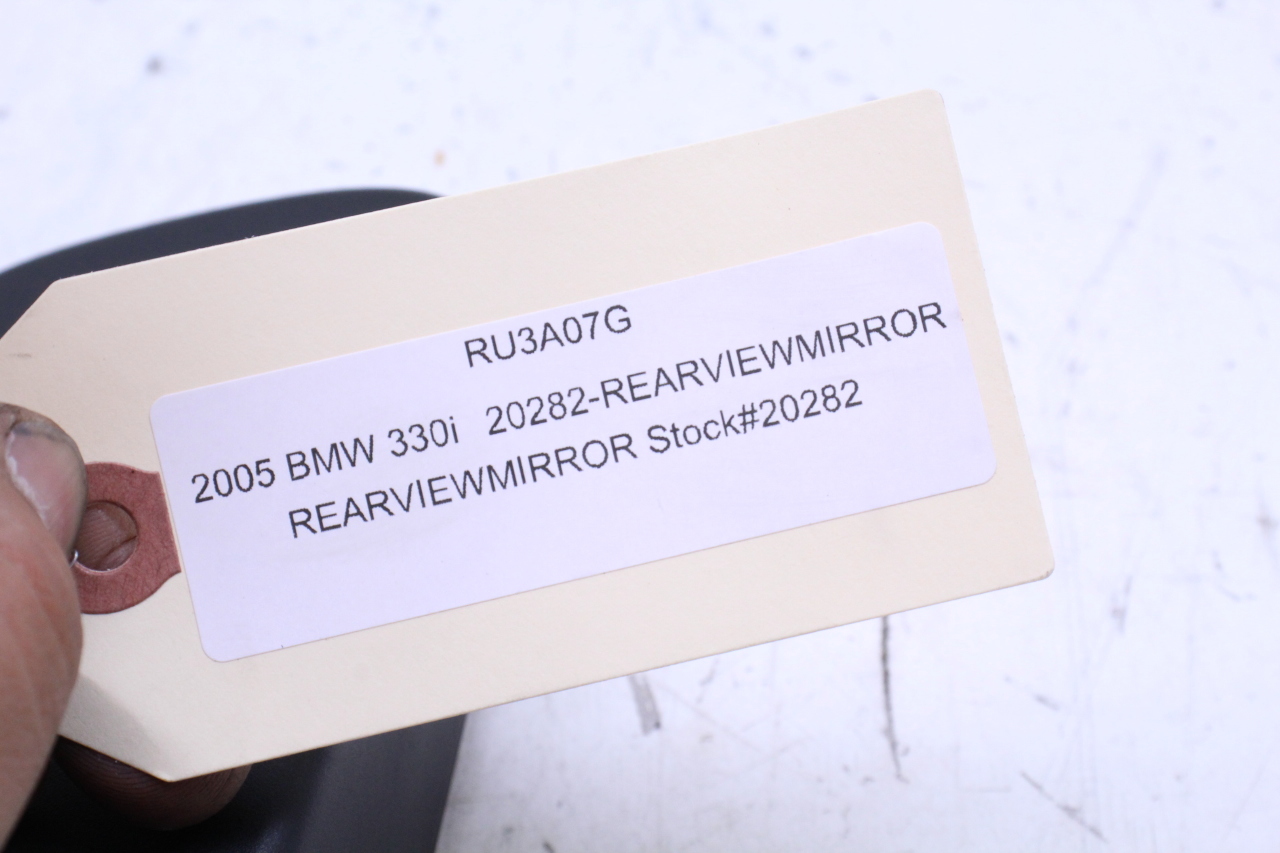 RU3A07G
2005 BMW 330i 20282-REARVIEWMIRROR
REARVIEWMIRROR Stock#20282